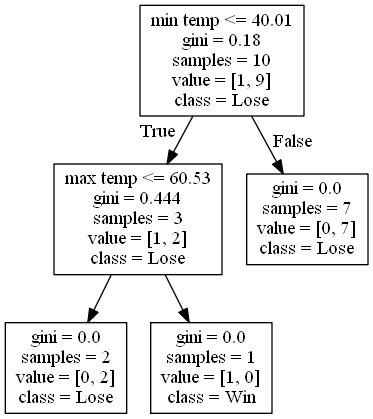 min temp <= 40.01
gini = 0.18
samples = 10
value = [1, 9]
class = Lose
True
False
max temp <= 60.53
gini = 0.444
samples = 3
value = [1, 2]
class = Lose
gini = 0.0
samples = 7
value = [0, 7]
class = Lose
gini = 0.0
samples = 2
value = [0, 2]
class = Lose
gini = 0.0
samples = 1
value = [1, 0]
class = Win